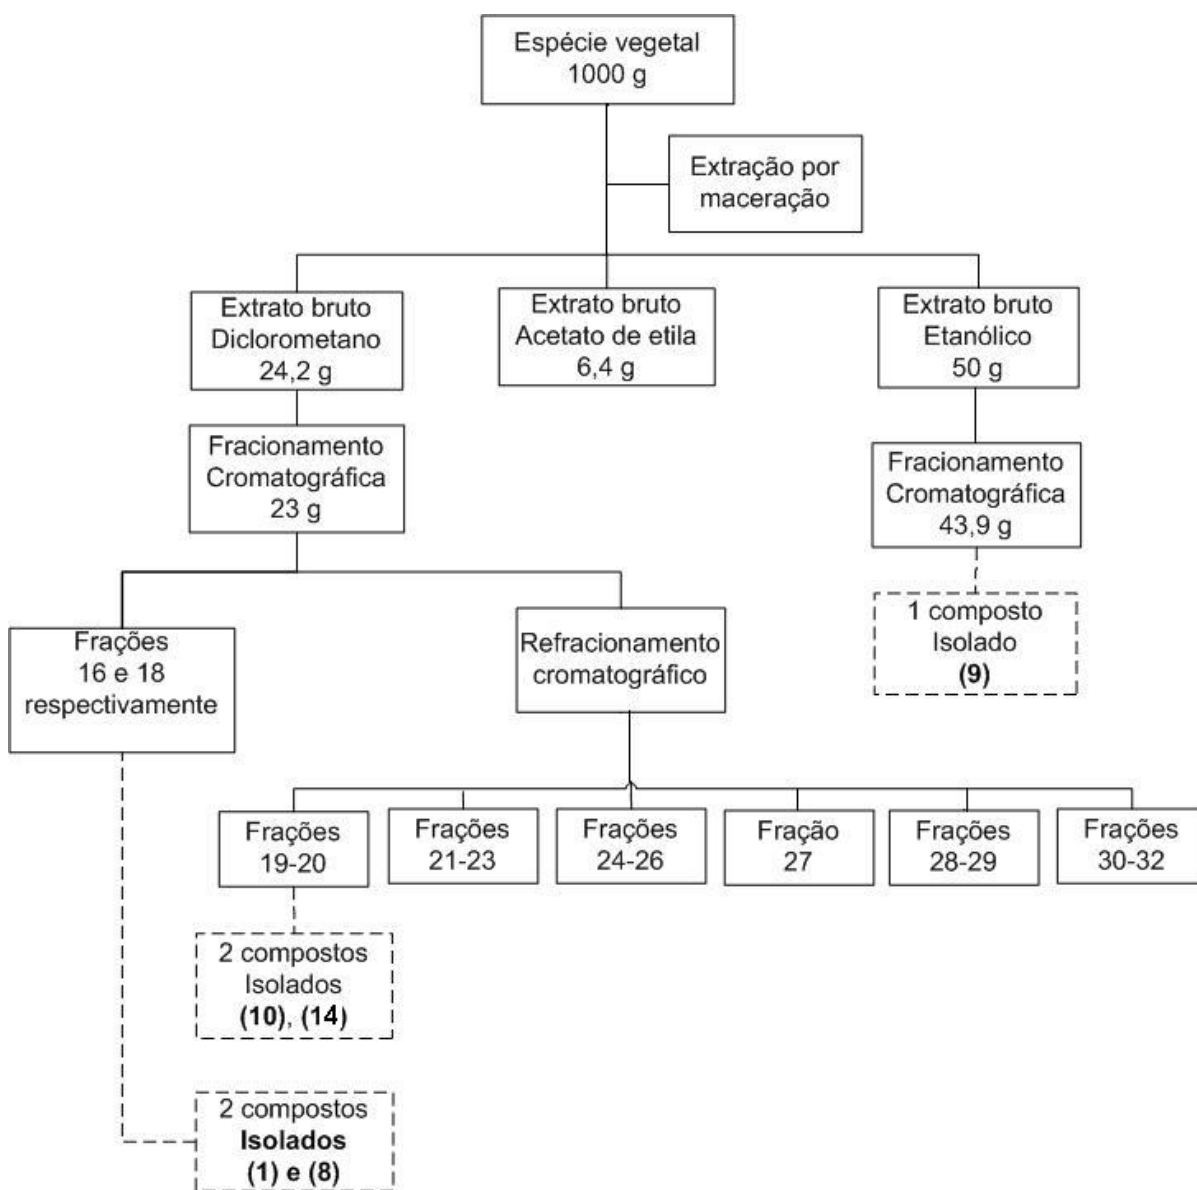 Espécie vegetal
1000 g
Extração por
maceração
Extrato bruto
Diclorometano
24,2 g
Extrato bruto
Acetato de etila
6,4 g
Extrato bruto
Etanólico
50 g
Fracionamento
Cromatográfica
23 g
Fracionamento
Cromatográfica
43,9 g
Frações
16 e 18
respectivamente
Refracionamento
cromatográfico
1 composto
Isolado
(9)
Frações
19-20
Frações
21-23
Frações
24-26
Fração
27
Frações
28-29
Frações
30-32
2 compostos
Isolados
(10), (14)
2 compostos
Isolados
(1) e (8)